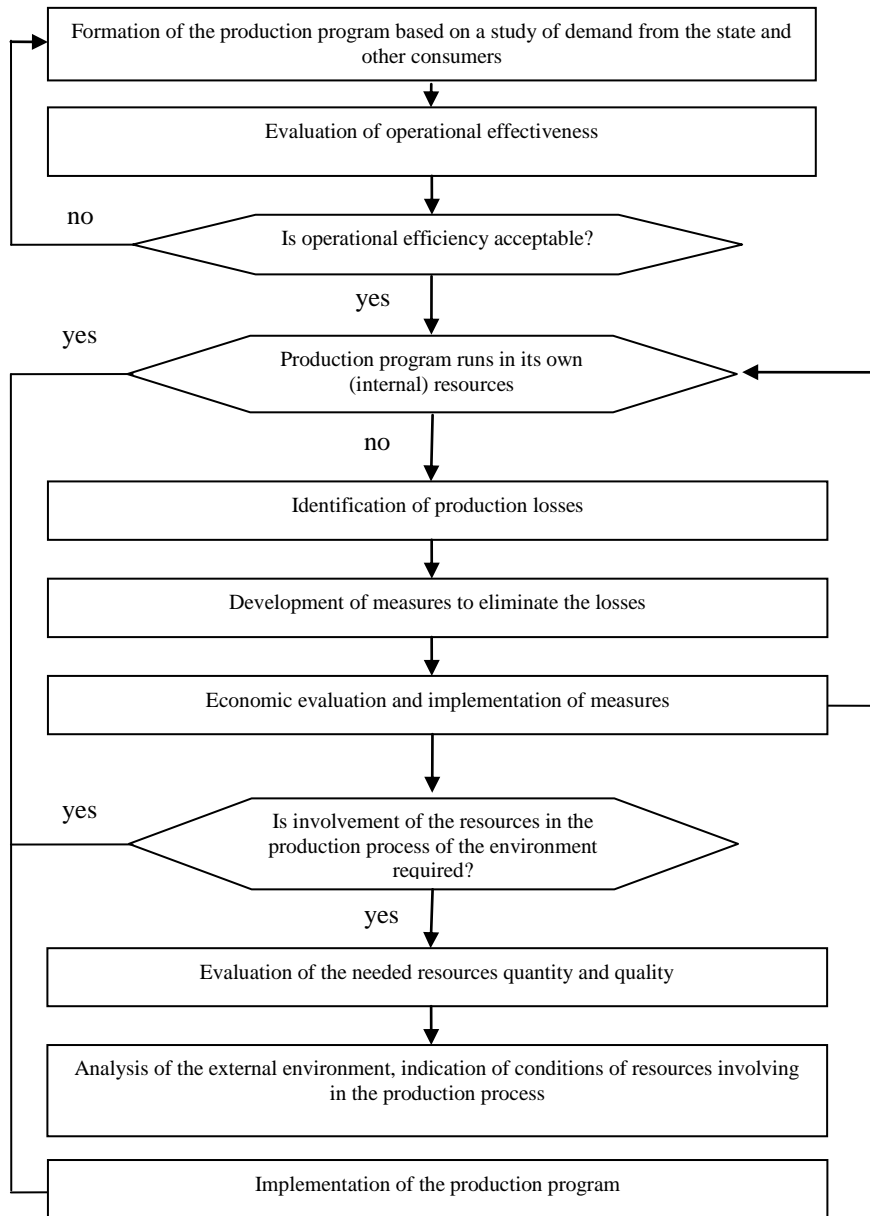 Formation of the production program based on a study of demand from the state and
other consumers
Evaluation of operational effectiveness
no
Is operational efficiency acceptable?
yes
yes
Production program runs in its own
(internal) resources
no
Identification of production losses
Development of measures to eliminate the losses
Economic evaluation and implementation of measures
yes
Is involvement of the resources in the
production process of the environment
required?
yes
Evaluation of the needed resources quantity and quality
Analysis of the external environment, indication of conditions of resources involving
in the production process
Implementation of the production program